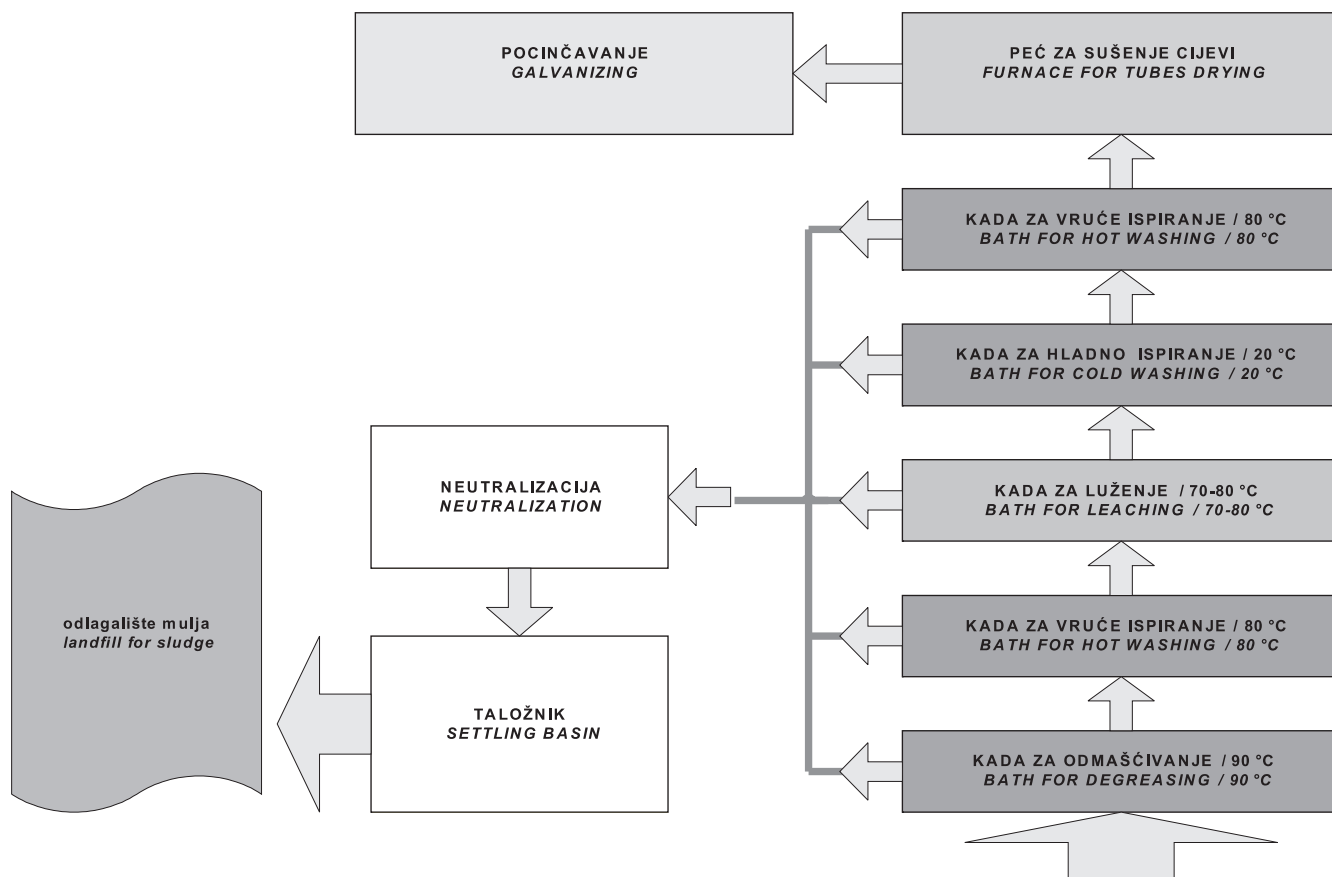 POCINČAVANJE
GALVANIZING
PEĆ ZA SUŠENJE CIJEVI
FURNACE FOR TUBES DRYING
KADA ZA VRUĆE ISPIRANJE / 80 °C
BATH FOR HOT WASHING / 80 °C
KADA ZA HLADNO ISPIRANJE / 20 °C
BATH FOR COLD WASHING / 20 °C
NEUTRALIZACIJA
NEUTRALIZATION
KADA ZA LUŽENJE / 70-80 °C
BATH FOR LEACHING / 70-80 °C
odlagalište mulja
landfill for sludge
KADA ZA VRUĆE ISPIRANJE / 80 °C
BATH FOR HOT WASHING / 80 °C
TALOŽNIK
SETTLING BASIN
KADA ZA ODMAŠĆIVANJE / 90 °C
BATH FOR DEGREASING / 90 °C